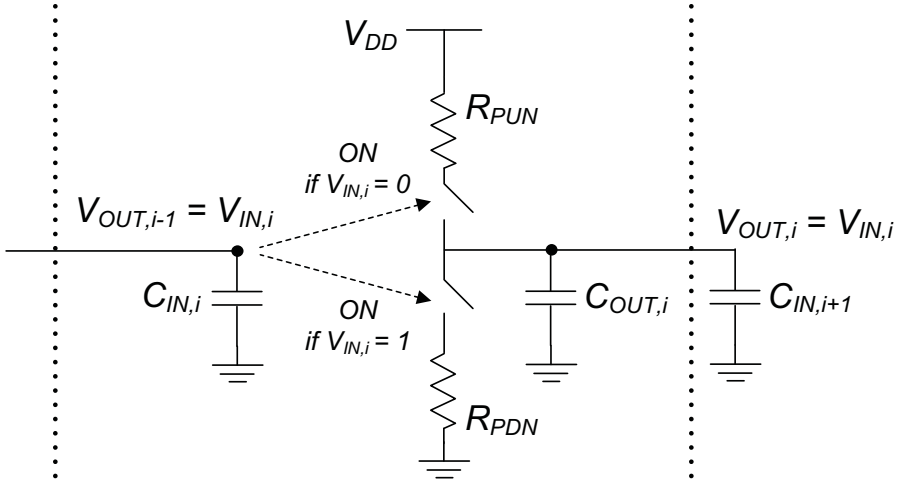 V_DD
R_PUN
ON
if V_IN,i = 0
V_OUT,i-1 = V_IN,i
V_OUT,i = V_IN,i
C_IN,i
ON
if V_IN,i = 1
C_OUT,i
C_IN,i+1
R_PDN